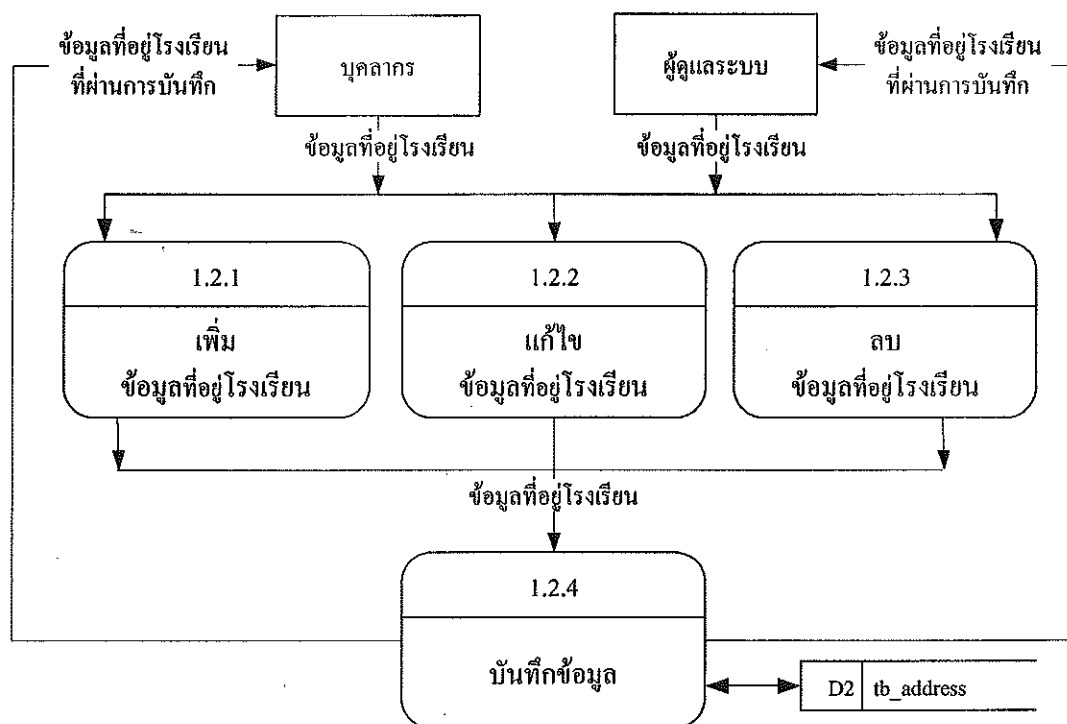 ข้อมูลที่อยู่โรงเรียน
ที่ผ่านการบันทึก
บุคลากร
ผู้ดูแลระบบ
ข้อมูลที่อยู่โรงเรียน
ที่ผ่านการบันทึก
ข้อมูลที่อยู่โรงเรียน
ข้อมูลที่อยู่โรงเรียน
1.2.1
เพิ่ม
ข้อมูลที่อยู่โรงเรียน
1.2.2
แก้ไข
ข้อมูลที่อยู่โรงเรียน
1.2.3
ลบ
ข้อมูลที่อยู่โรงเรียน
ข้อมูลที่อยู่โรงเรียน
1.2.4
บันทึกข้อมูล
D2 tb_address